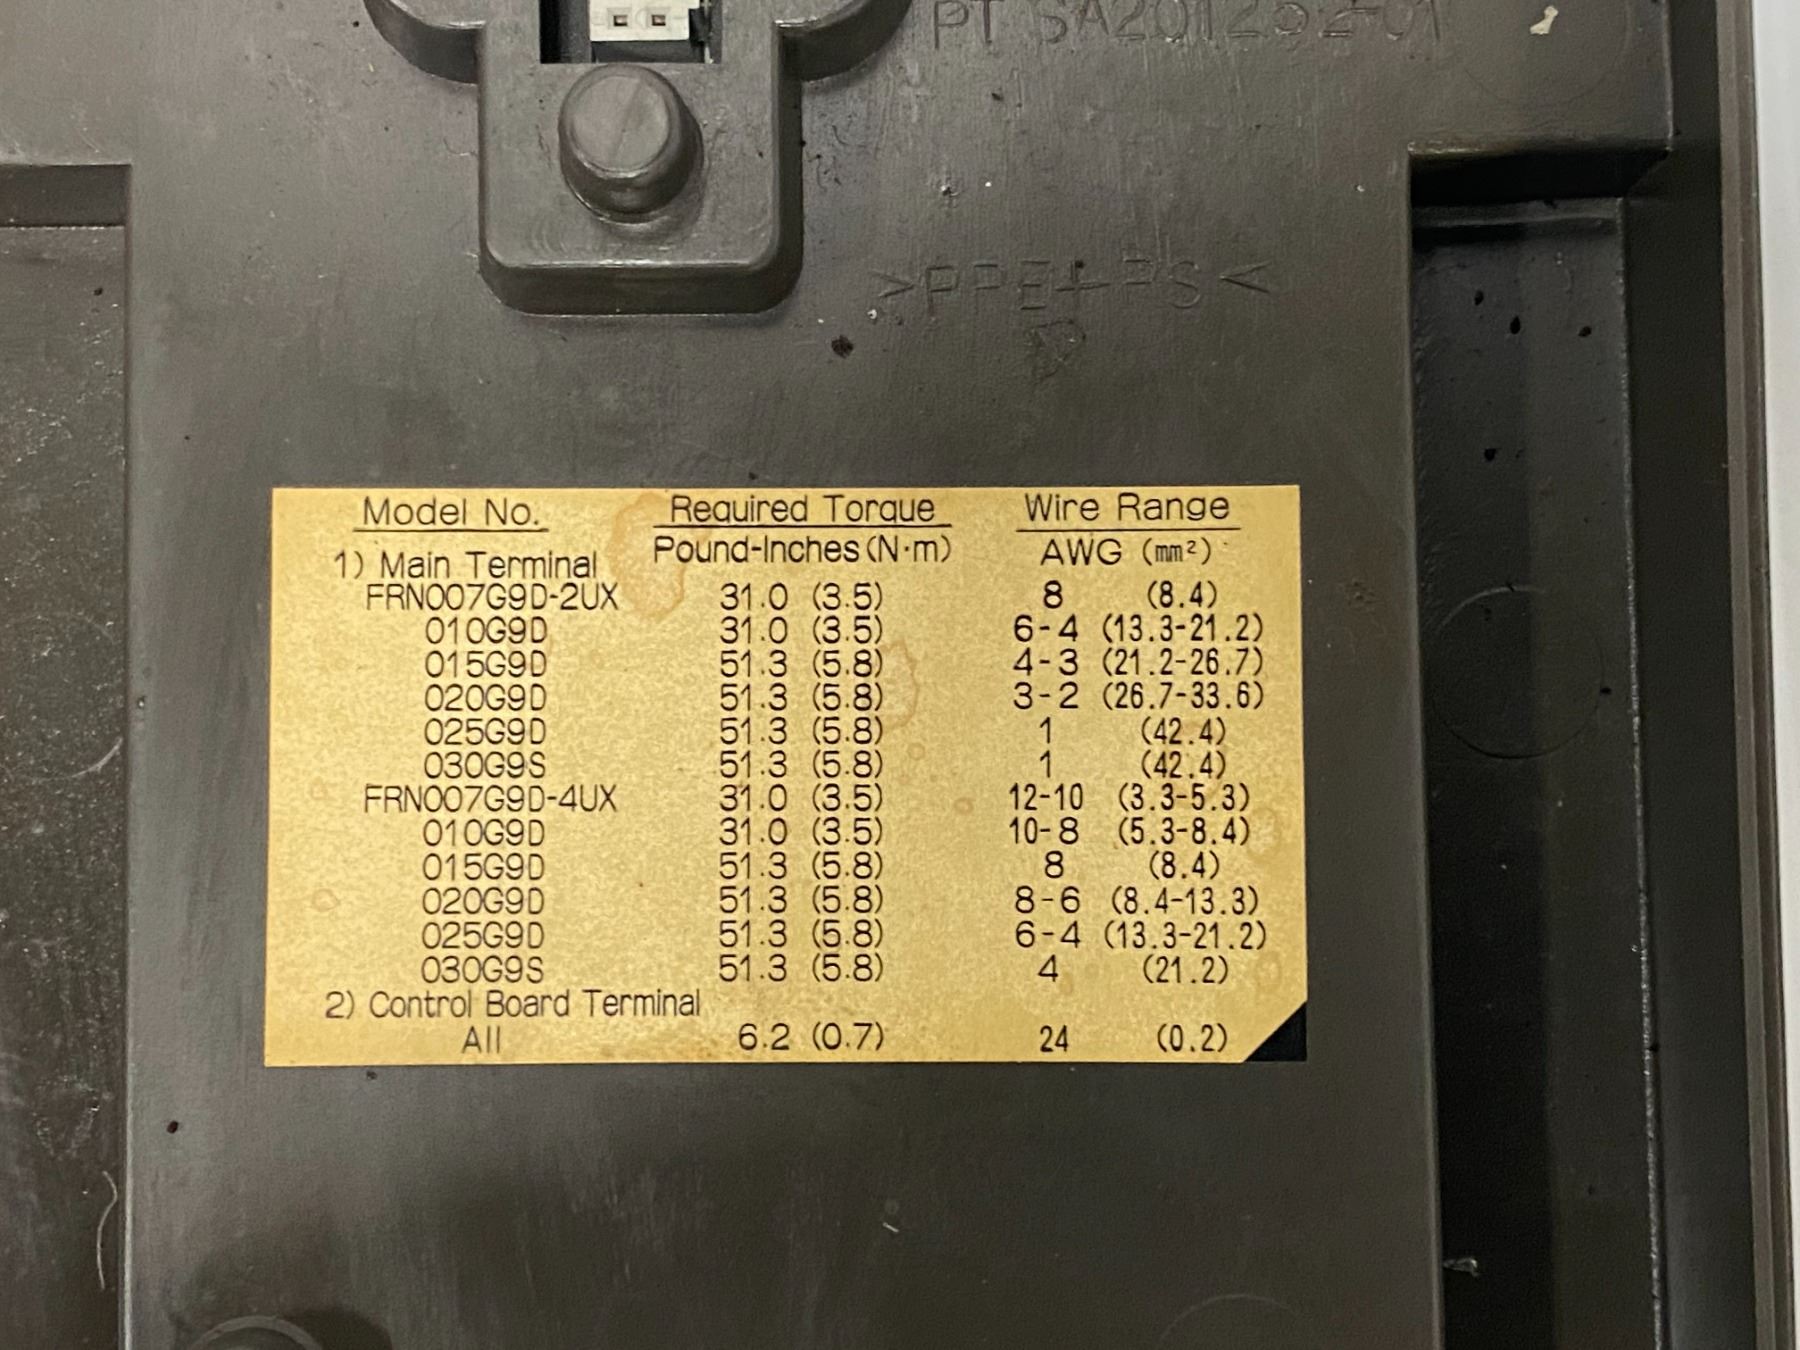 PT SA201252-01
>PPE+PS<
Model No. Required Torque Wire Range
Pound-Inches (N·m) AWG (mm²)
1) Main Terminal
FRN007G9D-2UX 31.0 (3.5) 8 (8.4)
010G9D 31.0 (3.5) 6-4 (13.3-21.2)
015G9D 51.3 (5.8) 4-3 (21.2-26.7)
020G9D 51.3 (5.8) 3-2 (26.7-33.6)
025G9D 51.3 (5.8) 1 (42.4)
030G9S 51.3 (5.8) 1 (42.4)
FRN007G9D-4UX 31.0 (3.5) 12-10 (3.3-5.3)
010G9D 31.0 (3.5) 10-8 (5.3-8.4)
015G9D 51.3 (5.8) 8 (8.4)
020G9D 51.3 (5.8) 8-6 (8.4-13.3)
025G9D 51.3 (5.8) 6-4 (13.3-21.2)
030G9S 51.3 (5.8) 4 (21.2)
2) Control Board Terminal
All 6.2 (0.7) 24 (0.2)